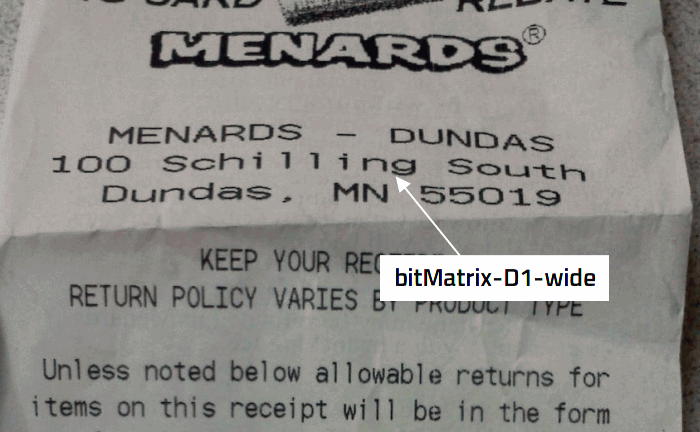 REBATE
MENARDS®
MENARDS - DUNDAS
100 Schilling South
Dundas, MN 55019
KEEP YOUR
bitMatrix-D1-wide
RETURN POLICY VARIES BY PRODUCT TYPE
Unless noted below allowable returns for
items on this receipt will be in the form